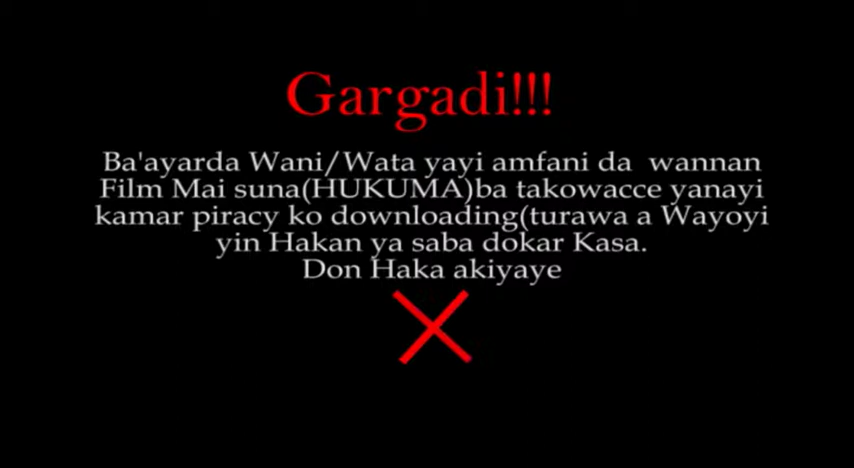 Gargadi!!!
Ba'ayarda Wani/Wata yayi amfani da wannan
Film Mai suna(HUKUMA)ba takowacce yanayi
kamar piracy ko downloading(turawa a Wayoyi
yin Hakan ya saba dokar Kasa.
Don Haka akiyaye